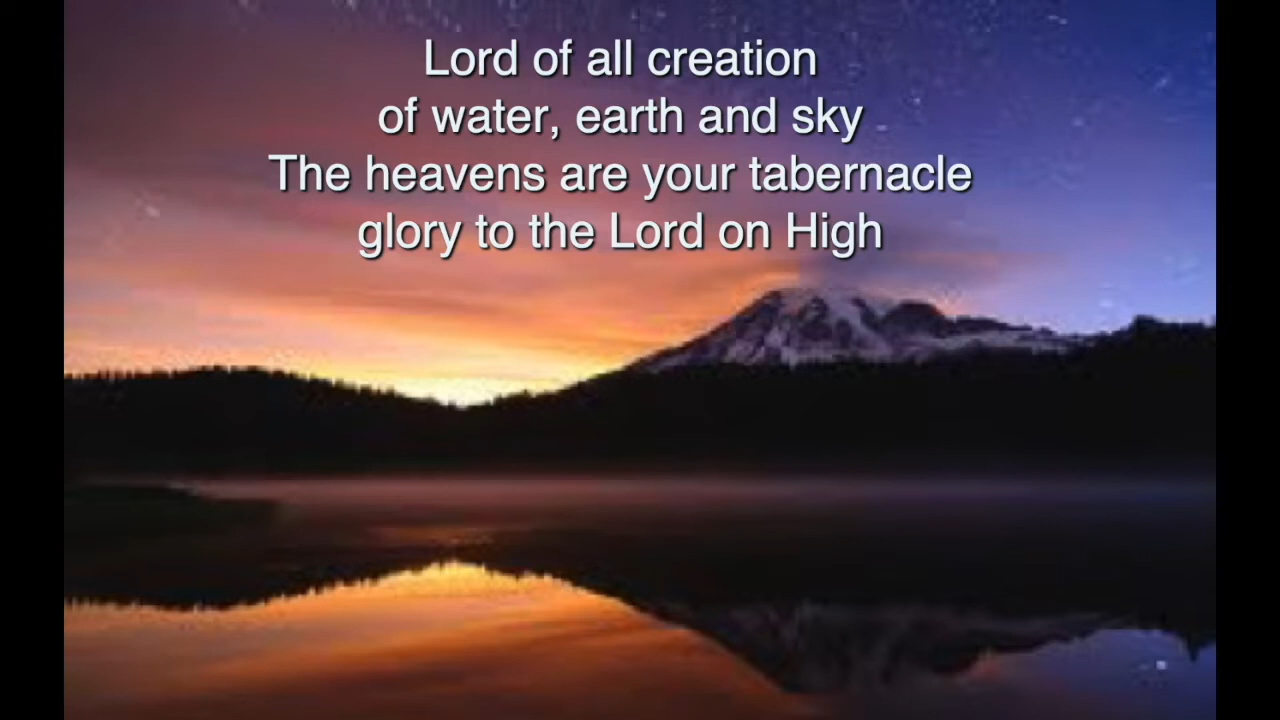 Lord of all creation
of water, earth and sky
The heavens are your tabernacle
glory to the Lord on High